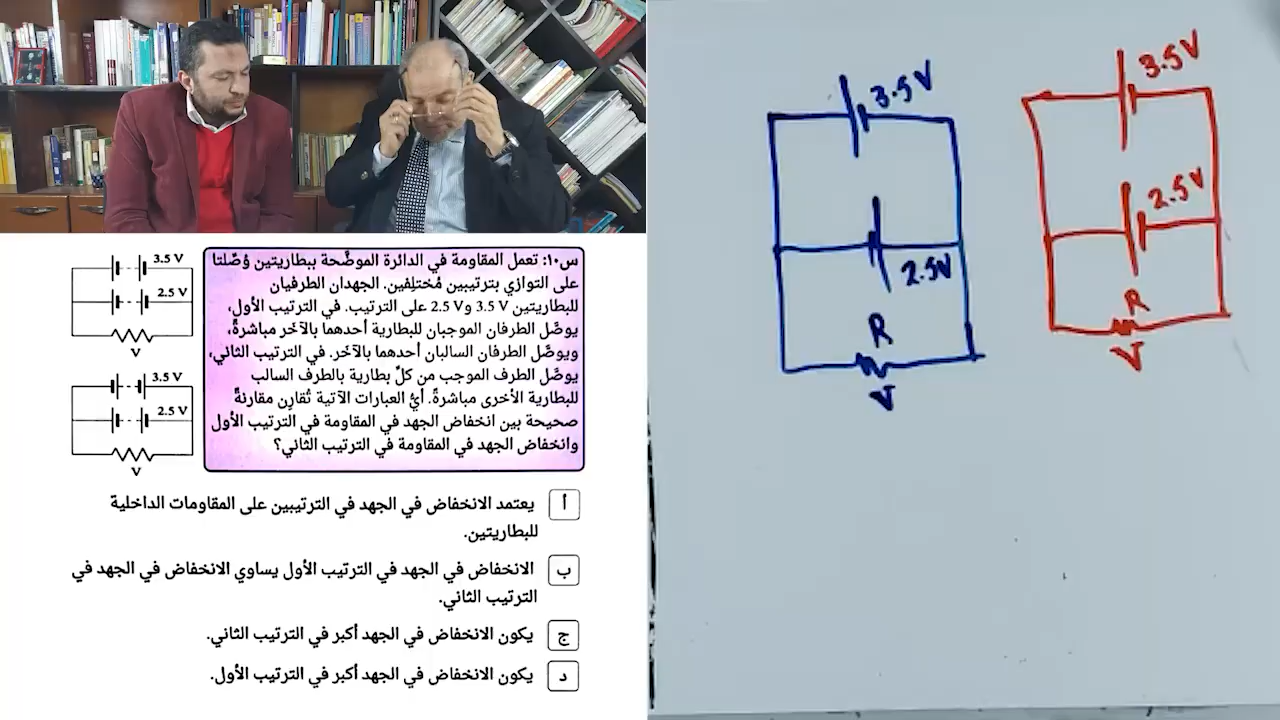 س١٠: تعمل المقاومة في الدائرة الموضَّحة ببطاريتين وُصِّلتا
على التوازي بترتيبين مُختلِفين. الجهدان الطرفيان
للبطاريتين 3.5 V و2.5 V على الترتيب. في الترتيب الأول،
يوصَّل الطرفان الموجبان للبطارية أحدهما بالآخَر مباشرةً،
ويوصَّل الطرفان السالبان أحدهما بالآخر. في الترتيب الثاني،
يوصَّل الطرف الموجب من كلِّ بطارية بالطرف السالب
للبطارية الأخرى مباشرةً. أيُّ العبارات الآتية تُقارِن مقارنةً
صحيحة بين انخفاض الجهد في المقاومة في الترتيب الأول
وانخفاض الجهد في المقاومة في الترتيب الثاني؟
3.5 V
2.5 V
V
3.5 V
2.5 V
V
أ يعتمد الانخفاض في الجهد في الترتيبين على المقاومات الداخلية
للبطاريتين.
ب الانخفاض في الجهد في الترتيب الأول يساوي الانخفاض في الجهد في
الترتيب الثاني.
ج يكون الانخفاض في الجهد أكبر في الترتيب الثاني.
د يكون الانخفاض في الجهد أكبر في الترتيب الأول.
3.5V
2.5V
R
V
3.5V
2.5V
R
V